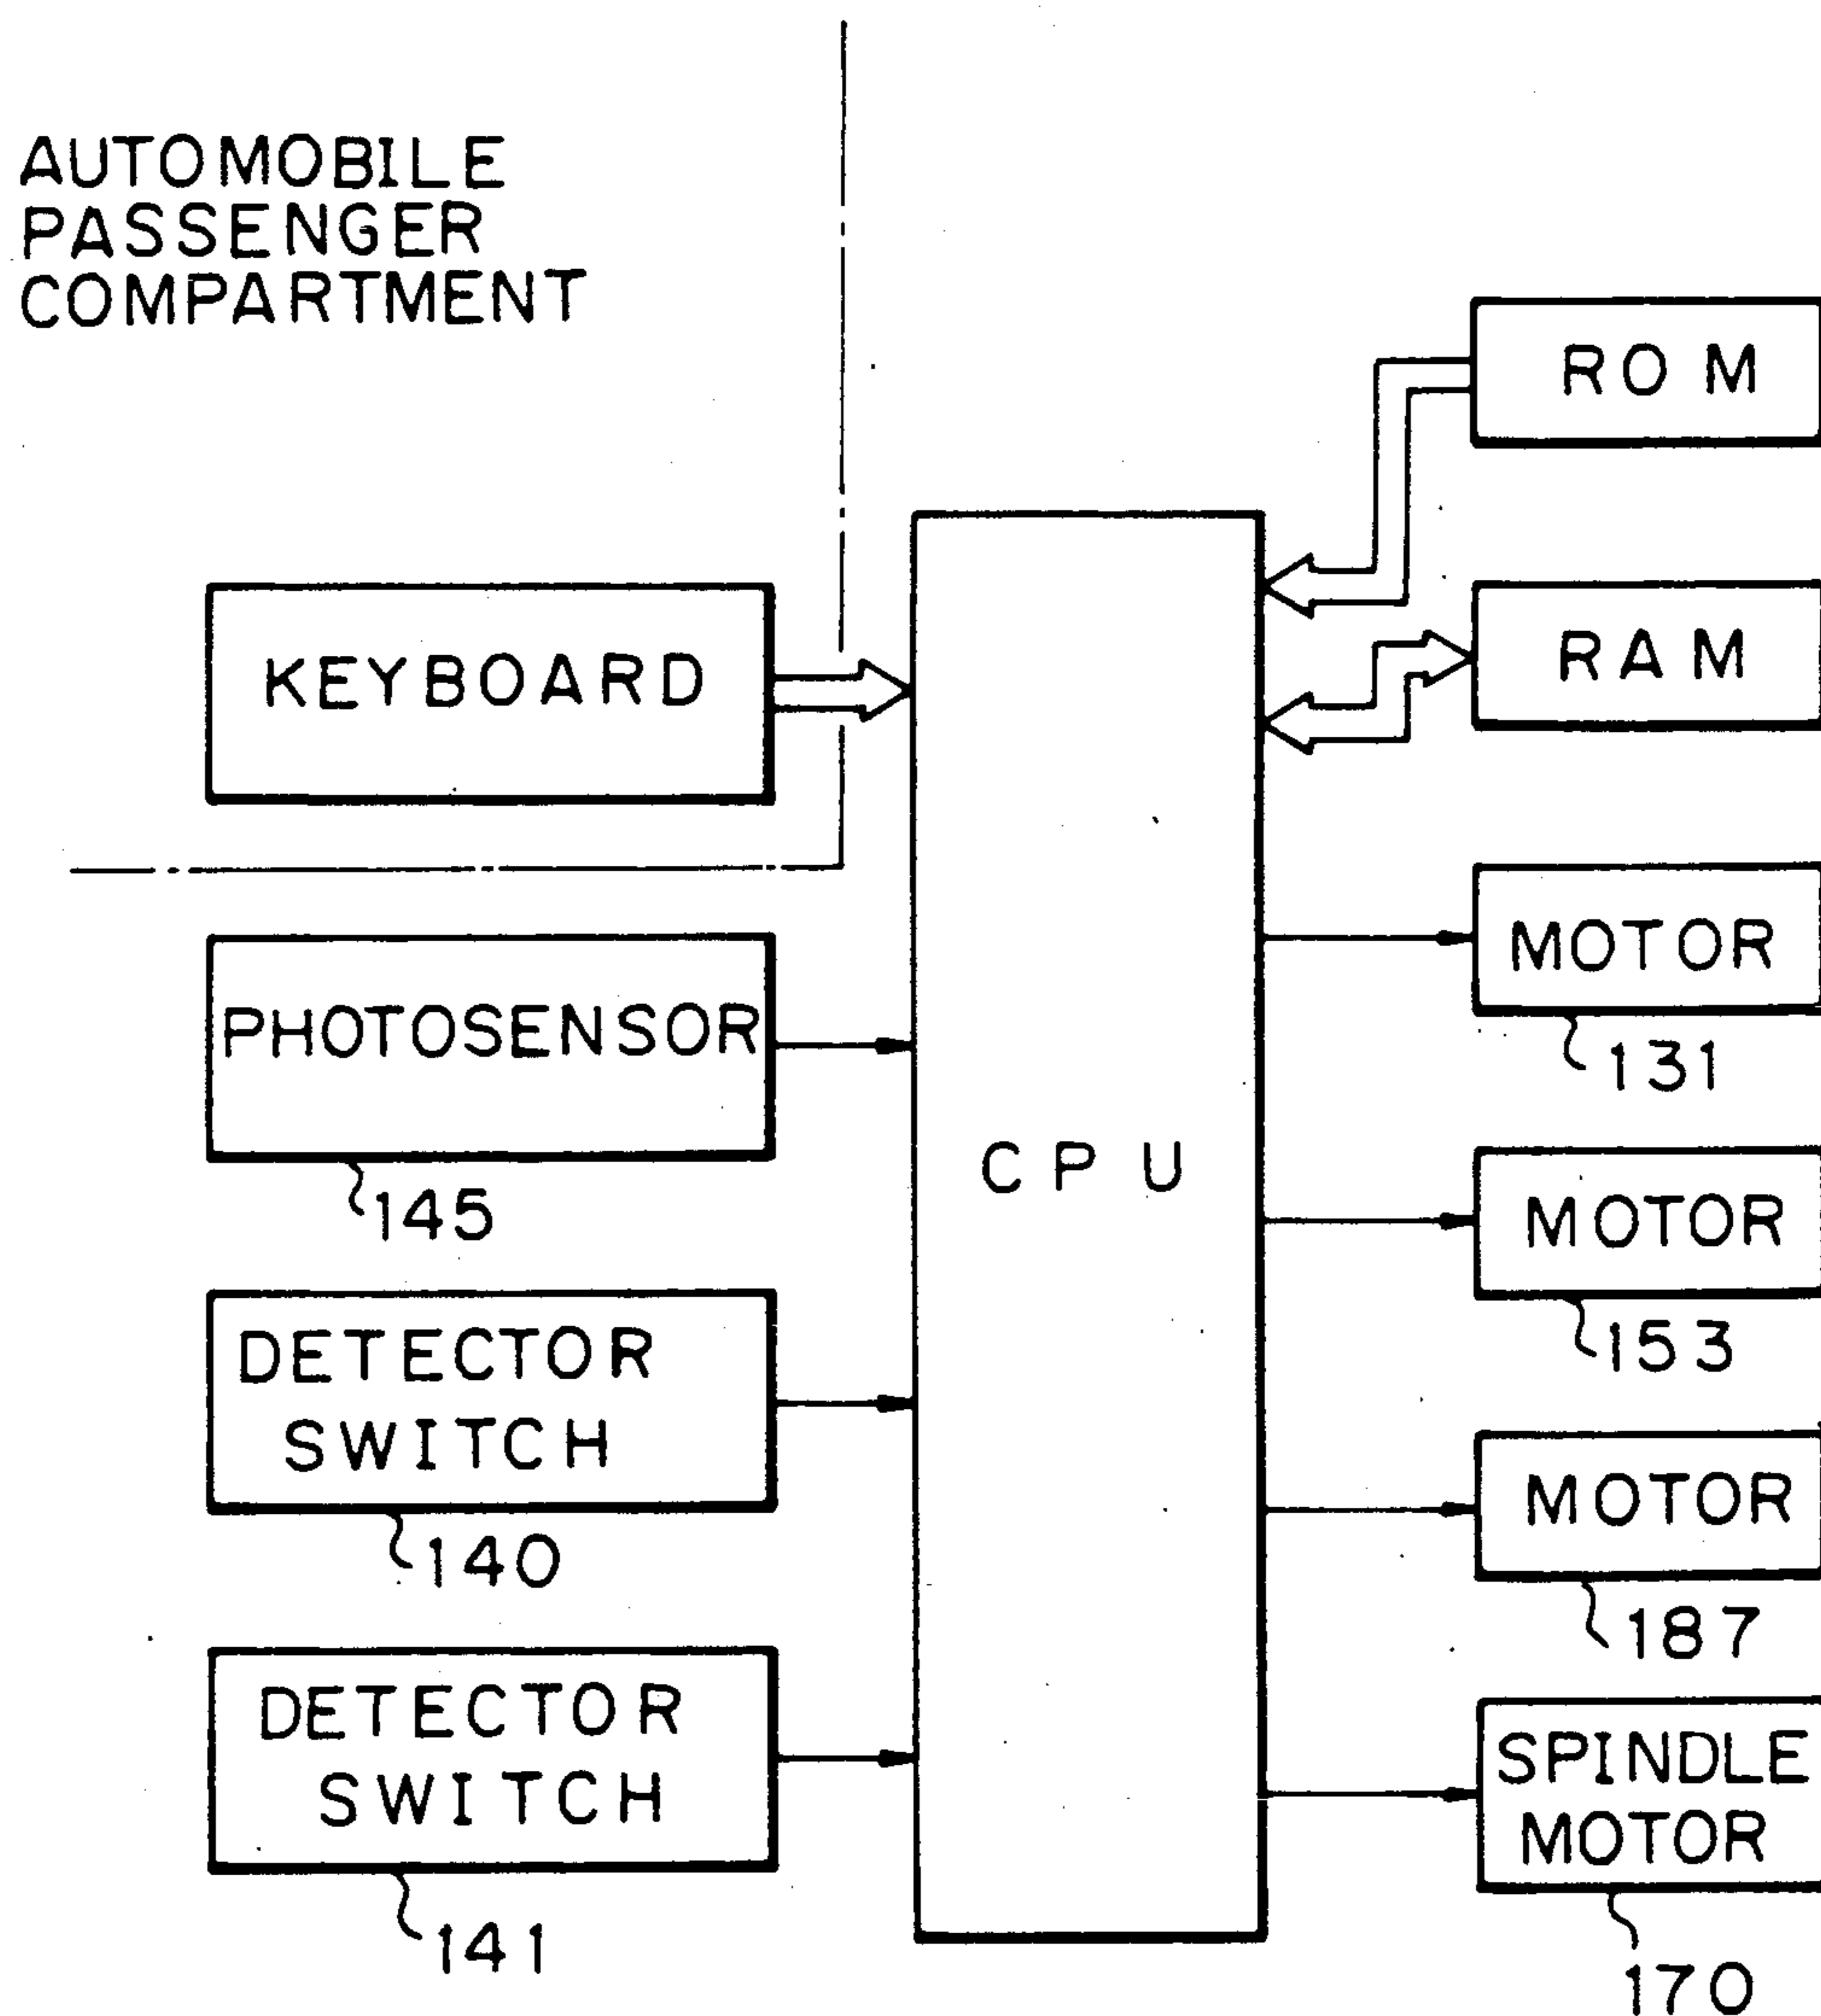 AUTOMOBILE
PASSENGER
COMPARTMENT
ROM
RAM
KEYBOARD
MOTOR
131
PHOTOSENSOR
145
CPU
MOTOR
153
DETECTOR
SWITCH
140
MOTOR
187
DETECTOR
SWITCH
141
SPINDLE
MOTOR
170